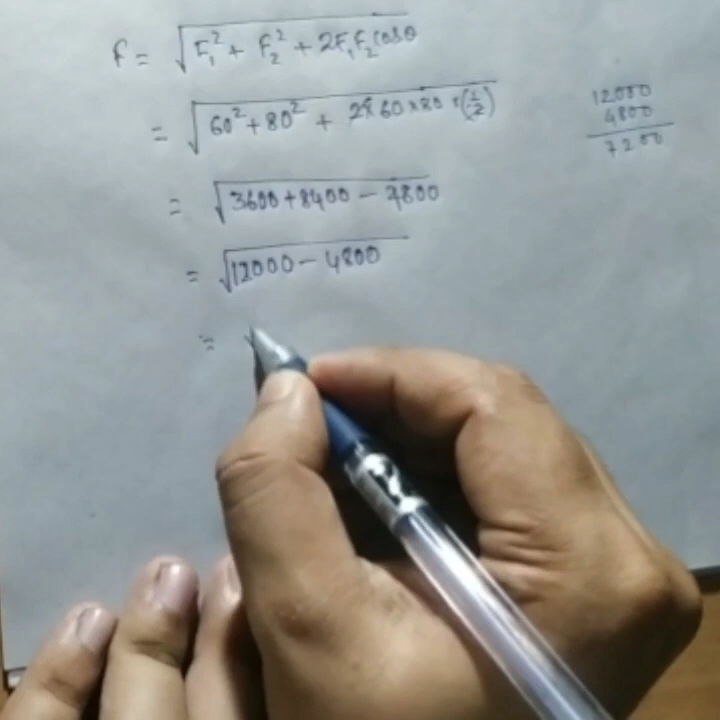 F = √F₁² + F₂² + 2F₁F₂cosθ
= √60² + 80² + 2×60×80×(-1/2)
= √3600 + 8400 - 4800
= √12000 - 4800
=
12000
4800
7200